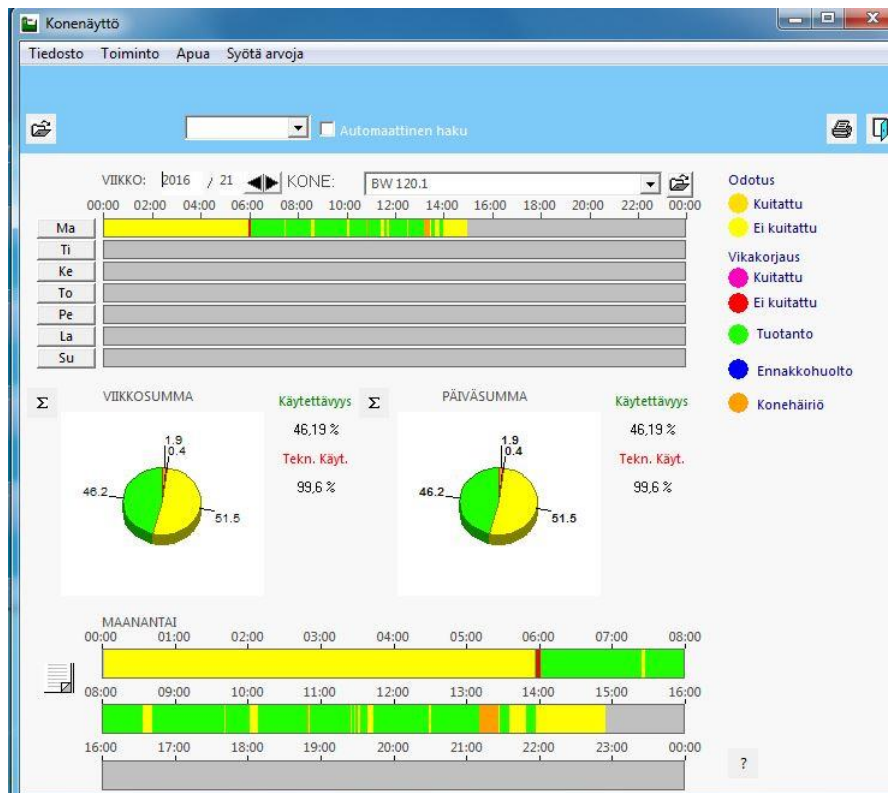 Konenäyttö
Tiedosto Toiminto Apua Syötä arvoja
Automaattinen haku
VIIKKO: 2016 / 21 KONE: BW 120.1
00:00 02:00 04:00 06:00 08:00 10:00 12:00 14:00 16:00 18:00 20:00 22:00 00:00
Ma
Ti
Ke
To
Pe
La
Su
Odotus
Kuitattu
Ei kuitattu
Vikakorjaus
Kuitattu
Ei kuitattu
Tuotanto
Ennakkohuolto
Konehäiriö
Σ VIIKKOSUMMA Käytettävyys
46,19 %
Tekn. Käyt.
99,6 %
1.9
0.4
46.2
51.5
Σ PÄIVÄSUMMA Käytettävyys
46,19 %
Tekn. Käyt.
99,6 %
1.9
0.4
46.2
51.5
MAANANTAI
00:00 01:00 02:00 03:00 04:00 05:00 06:00 07:00 08:00
08:00 09:00 10:00 11:00 12:00 13:00 14:00 15:00 16:00
16:00 17:00 18:00 19:00 20:00 21:00 22:00 23:00 00:00
?